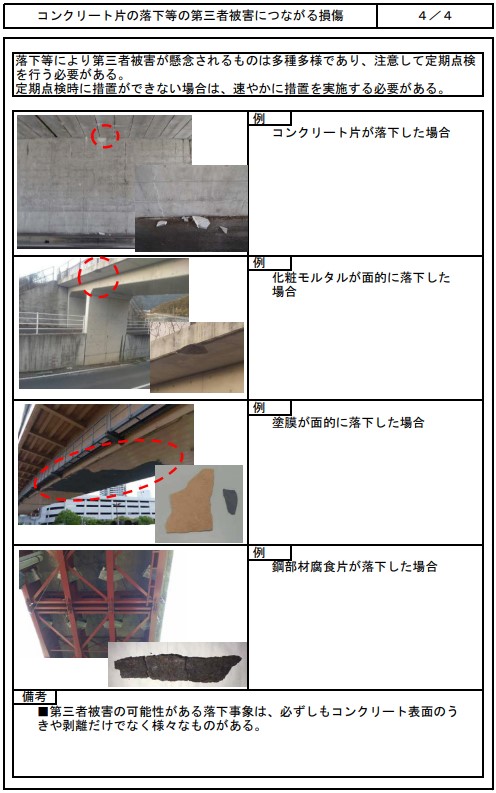 コンクリート片の落下等の第三者被害につながる損傷
４／４
落下等により第三者被害が懸念されるものは多種多様であり、注意して定期点検
を行う必要がある。
定期点検時に措置ができない場合は、速やかに措置を実施する必要がある。
例
コンクリート片が落下した場合
例
化粧モルタルが面的に落下した
場合
例
塗膜が面的に落下した場合
例
鋼部材腐食片が落下した場合
備考
■第三者被害の可能性がある落下事象は、必ずしもコンクリート表面のう
きや剥離だけでなく様々なものがある。